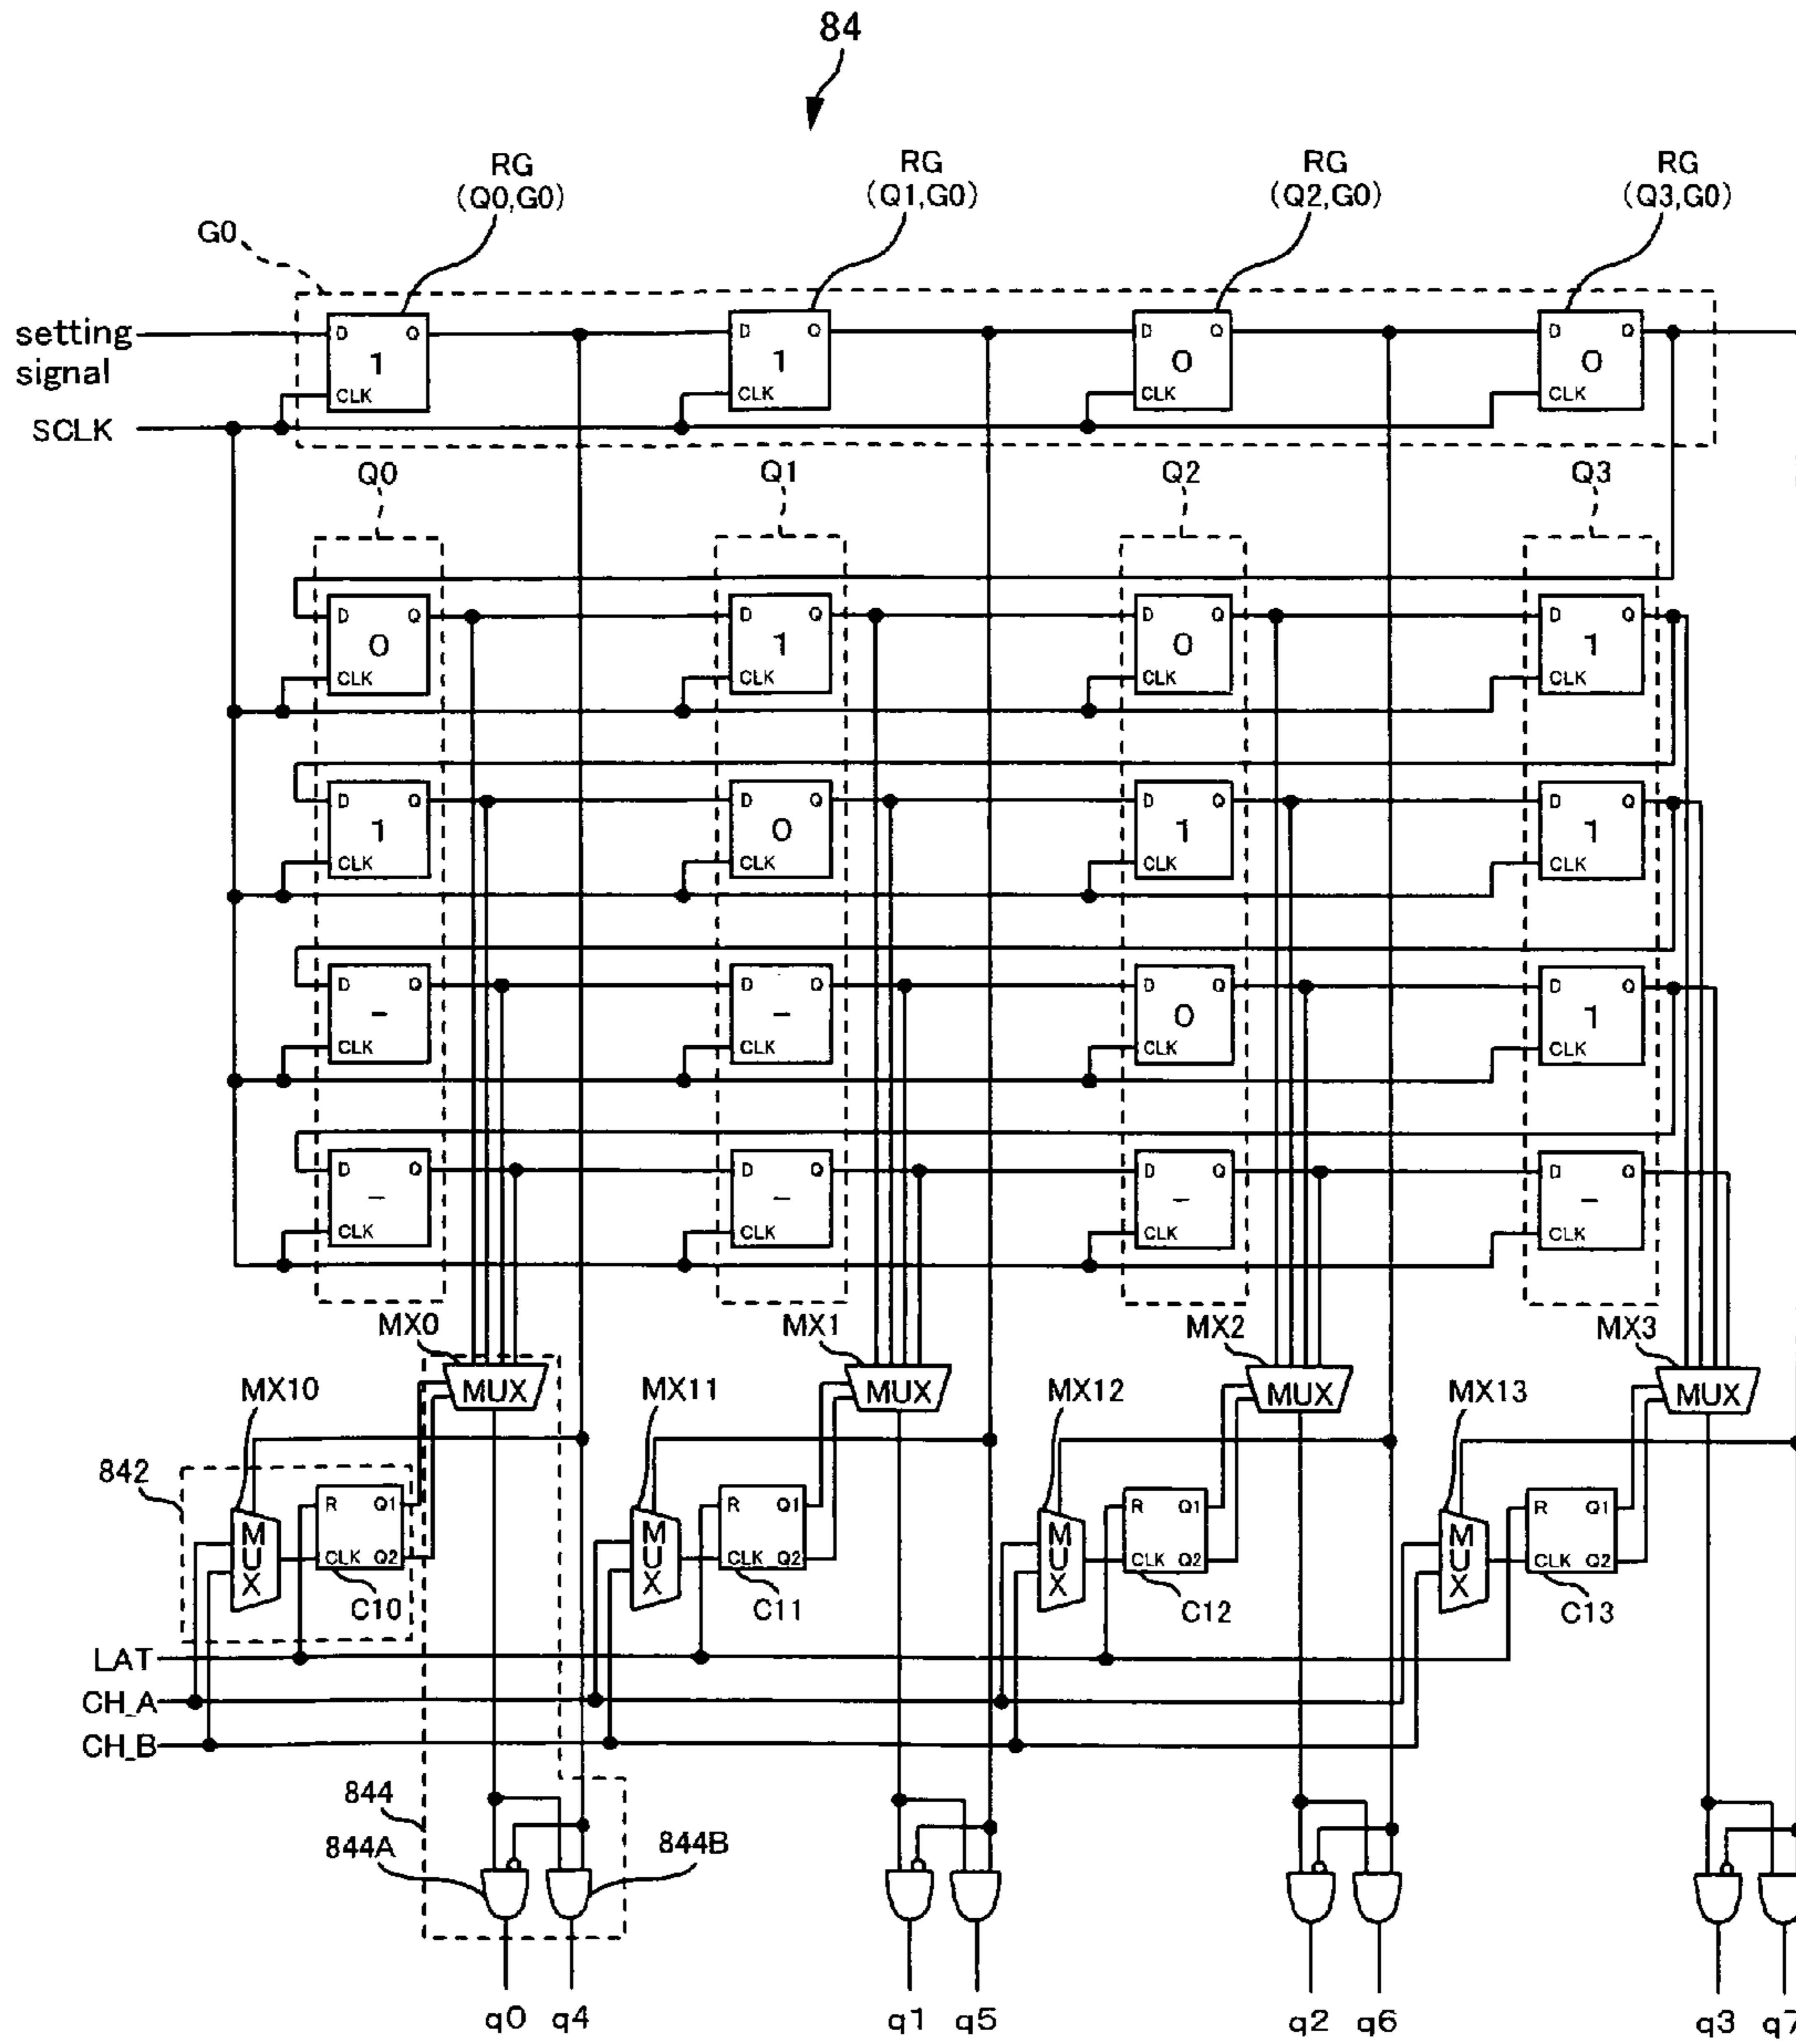 84
RG
(Q0,G0)
RG
(Q1,G0)
RG
(Q2,G0)
RG
(Q3,G0)
G0
setting
signal
SCLK
D Q
1
CLK
D Q
1
CLK
D Q
0
CLK
D Q
0
CLK
Q0
Q1
Q2
Q3
D Q
0
CLK
D Q
1
CLK
D Q
0
CLK
D Q
1
CLK
D Q
1
CLK
D Q
0
CLK
D Q
1
CLK
D Q
1
CLK
D Q
-
CLK
D Q
-
CLK
D Q
0
CLK
D Q
1
CLK
D Q
-
CLK
D Q
-
CLK
D Q
-
CLK
D Q
-
CLK
MX0
MX1
MX2
MX3
MUX
MUX
MUX
MUX
MX10
MX11
MX12
MX13
842
MUX
R Q1
CLK Q2
C10
MUX
R Q1
CLK Q2
C11
MUX
R Q1
CLK Q2
C12
MUX
R Q1
CLK Q2
C13
LAT
CH_A
CH_B
844
844A
844B
q0 q4
q1 q5
q2 q6
q3 q7